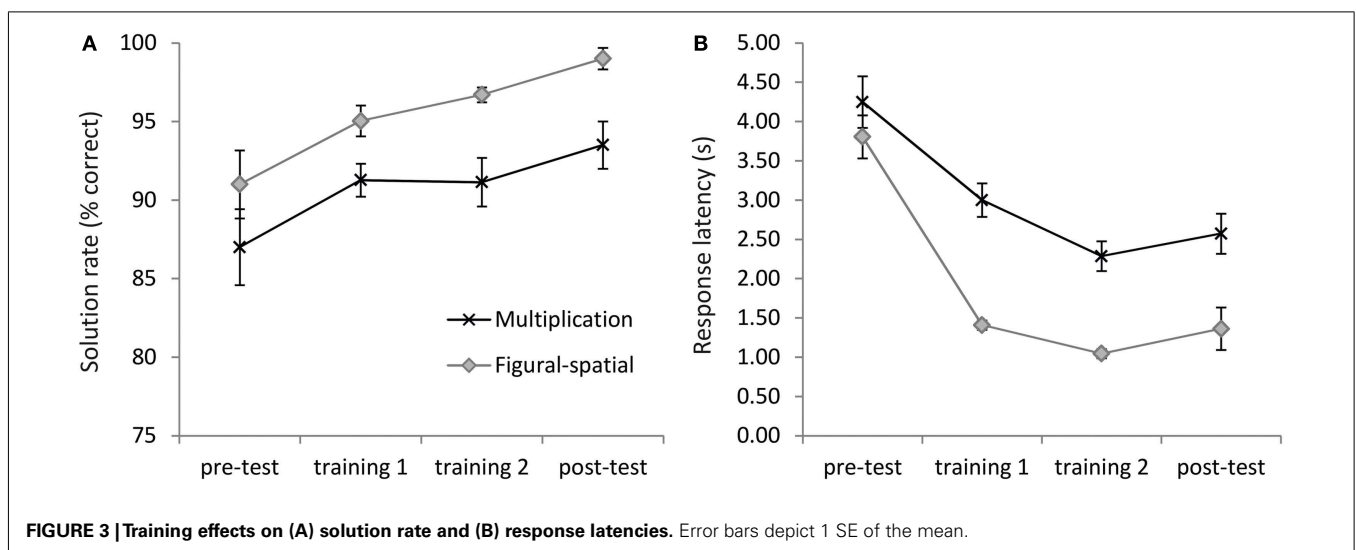 A
100
95
90
85
80
75
Solution rate (% correct)
Multiplication
Figural-spatial
pre-test training 1 training 2 post-test
B
5.00
4.50
4.00
3.50
3.00
2.50
2.00
1.50
1.00
0.50
0.00
Response latency (s)
pre-test training 1 training 2 post-test
FIGURE 3 | Training effects on (A) solution rate and (B) response latencies. Error bars depict 1 SE of the mean.